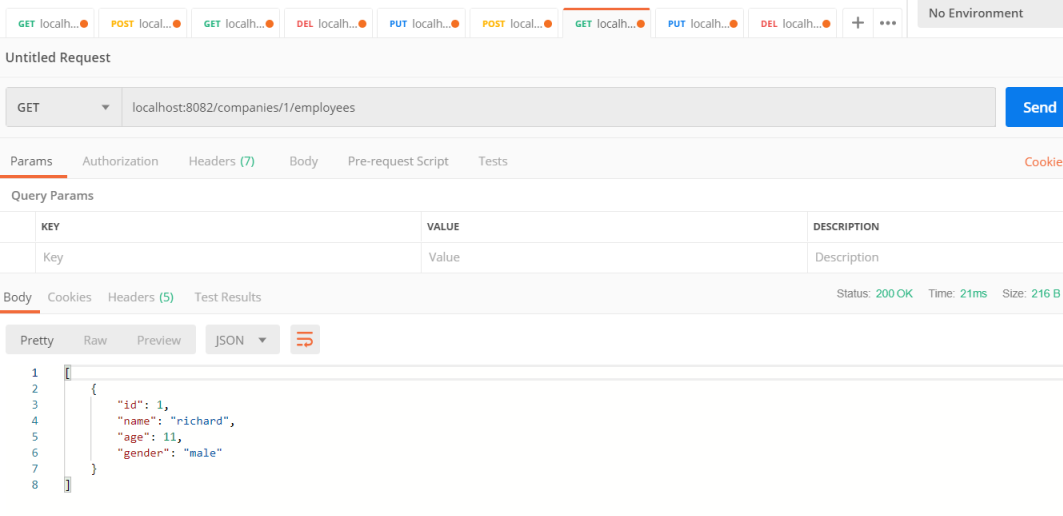 GET localh... POST local... GET localh... DEL localh... PUT localh... POST local... GET localh... PUT localh... DEL localh... + ••• No Environment
Untitled Request
GET localhost:8082/companies/1/employees Send
Params Authorization Headers (7) Body Pre-request Script Tests Cookie
Query Params
KEY VALUE DESCRIPTION
Key Value Description
Body Cookies Headers (5) Test Results Status: 200 OK Time: 21ms Size: 216 B
Pretty Raw Preview JSON
1 [
2 {
3 "id": 1,
4 "name": "richard",
5 "age": 11,
6 "gender": "male"
7 }
8 ]